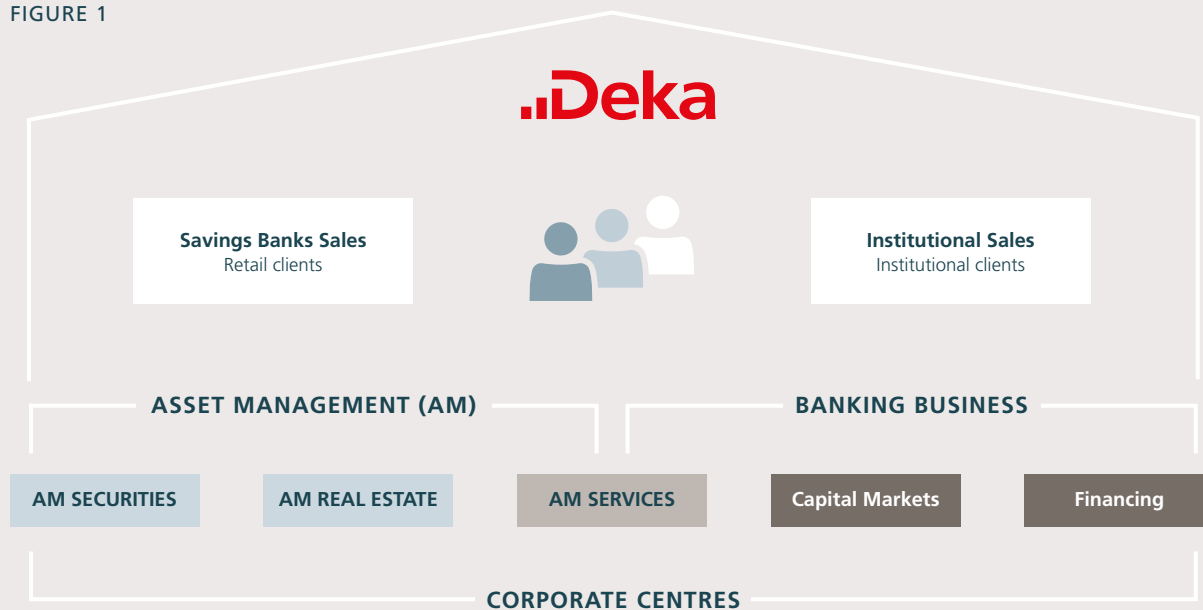 FIGURE 1
Deka
Savings Banks Sales
Retail clients
Institutional Sales
Institutional clients
ASSET MANAGEMENT (AM)
BANKING BUSINESS
AM SECURITIES
AM REAL ESTATE
AM SERVICES
Capital Markets
Financing
CORPORATE CENTRES